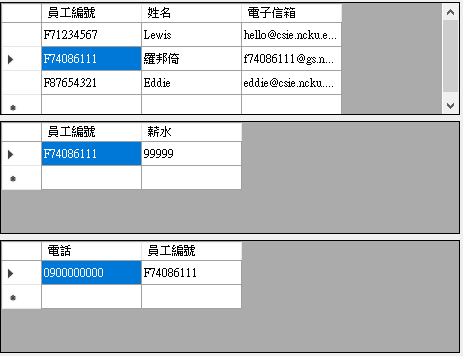 員工編號 姓名 電子信箱
F71234567 Lewis hello@csie.ncku.e...
F74086111 羅邦倚 f74086111@gs.n...
F87654321 Eddie eddie@csie.ncku....
員工編號 薪水
F74086111 99999
電話 員工編號
0900000000 F74086111